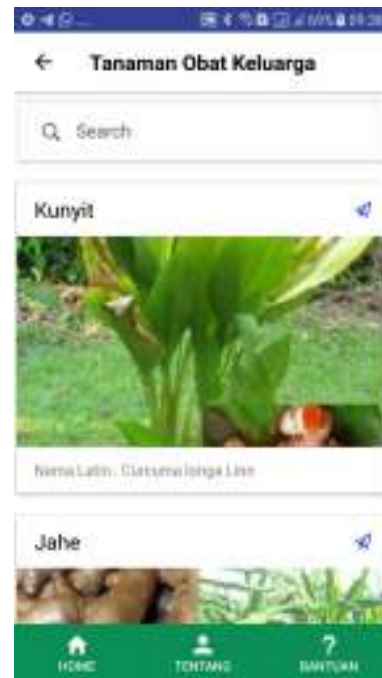 Tanaman Obat Keluarga
Search
Kunyit
Nama Latin : Curcuma longa Linn
Jahe
HOME TENTANG BANTUAN